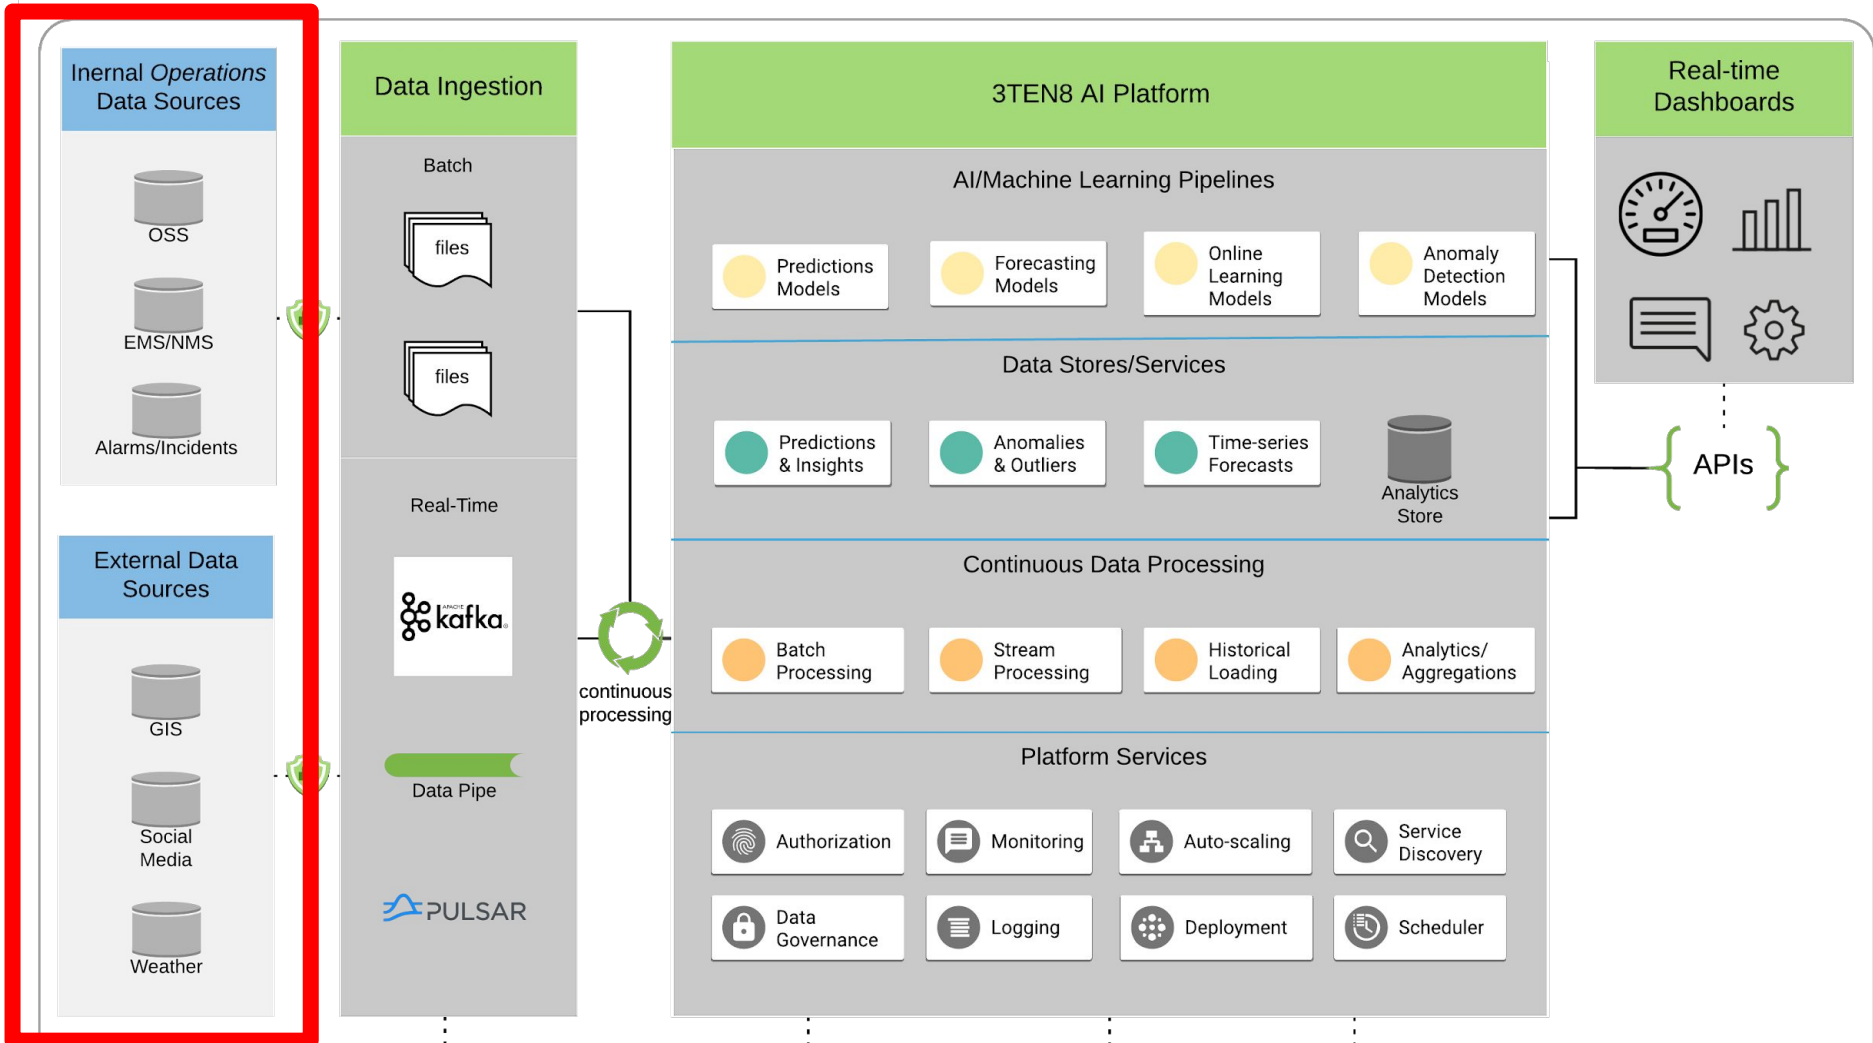 Inernal Operations
Data Sources
OSS
EMS/NMS
Alarms/Incidents
External Data
Sources
GIS
Social
Media
Weather
Data Ingestion
Batch
files
files
Real-Time
APACHE
kafka®
Data Pipe
PULSAR
continuous
processing
3TEN8 AI Platform
AI/Machine Learning Pipelines
Predictions
Models
Forecasting
Models
Online
Learning
Models
Anomaly
Detection
Models
Data Stores/Services
Predictions
& Insights
Anomalies
& Outliers
Time-series
Forecasts
Analytics
Store
Continuous Data Processing
Batch
Processing
Stream
Processing
Historical
Loading
Analytics/
Aggregations
Platform Services
Authorization
Monitoring
Auto-scaling
Service
Discovery
Data
Governance
Logging
Deployment
Scheduler
Real-time
Dashboards
{ APIs }